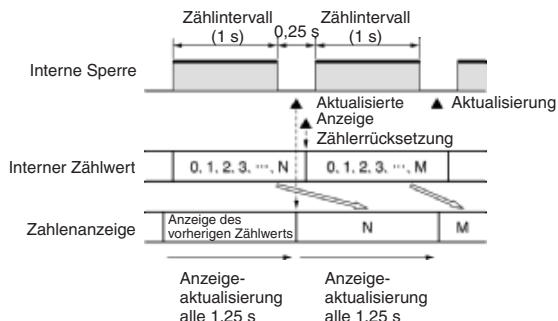 Zählintervall
(1 s)
0,25 s
Zählintervall
(1 s)
Interne Sperre
Aktualisierte
Anzeige
Aktualisierung
Zählerrücksetzung
Interner Zählwert
0, 1, 2, 3, ···, N
0, 1, 2, 3, ···, M
Zahlenanzeige
Anzeige des
vorherigen Zählwerts
N
M
Anzeige-
aktualisierung
alle 1,25 s
Anzeige-
aktualisierung
alle 1,25 s